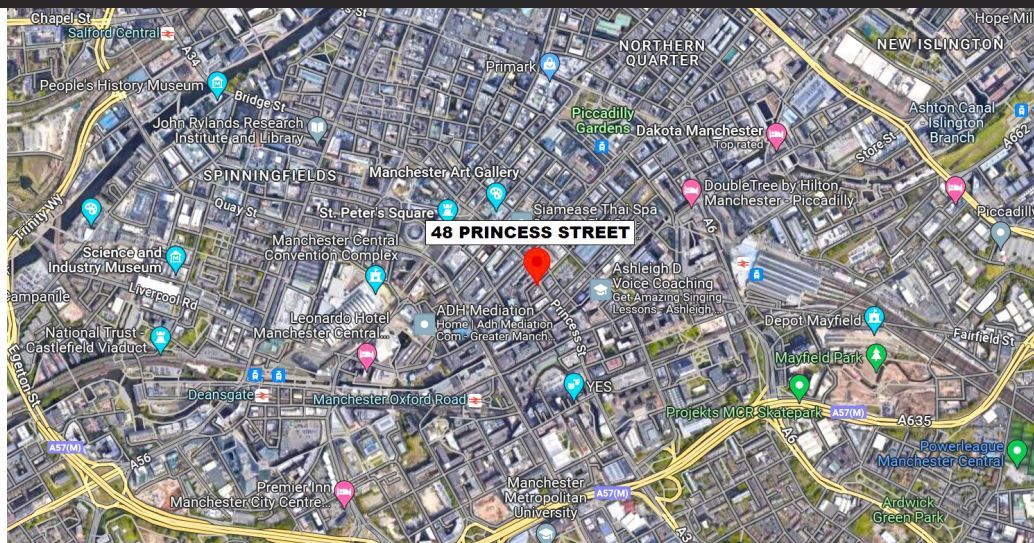 Chapel St
Salford Central
A34
Hope Mil
NORTHERN
QUARTER
NEW ISLINGTON
Primark
People's History Museum
Bridge St
Ashton Canal
- Islington
Branch
A662
John Rylands Research
Institute and Library
Piccadilly
Gardens
Dakota Manchester
Top rated
Store St
SPINNINGFIELDS
Manchester Art Gallery
DoubleTree by Hilton
Manchester - Piccadilly
Quay St
St. Peter's Square
Siamease Thai Spa
Trinity Wy
A6
Piccadilly
48 PRINCESS STREET
Science and
Industry Museum
Manchester Central
Convention Complex
Ashleigh D
Voice Coaching
Get Amazing Singing
Lessons - Ashleigh...
Liverpool Rd
Campanile
Princess St
Leonardo Hotel
Manchester Central...
ADH Mediation
Home | Adh Mediation
Com - Greater Manch...
Depot Mayfield
Fairfield St
National Trust -
Castlefield Viaduct
Mayfield Park
Egerton St
Deansgate
Manchester Oxford Road
YES
Projekts MCR Skatepark
A57(M)
A635
A6
A57(M)
A56
Powerleague
Manchester Central
Premier Inn
Manchester City Centre...
Manchester
Metropolitan
University
A57(M)
Ardwick
Green Park
A3